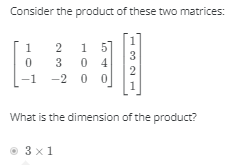 Consider the product of these two matrices:
1 2 1 5 1
0 3 0 4 3
-1 -2 0 0 2
1
What is the dimension of the product?
3 × 1